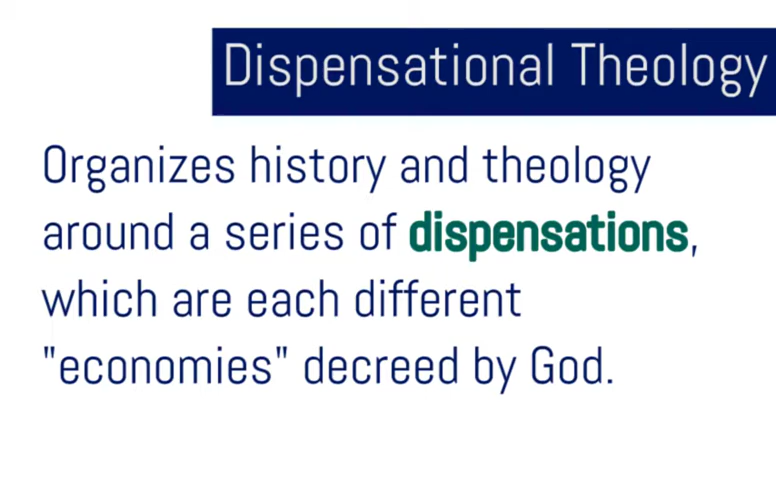 Dispensational Theology
Organizes history and theology
around a series of dispensations,
which are each different
"economies" decreed by God.